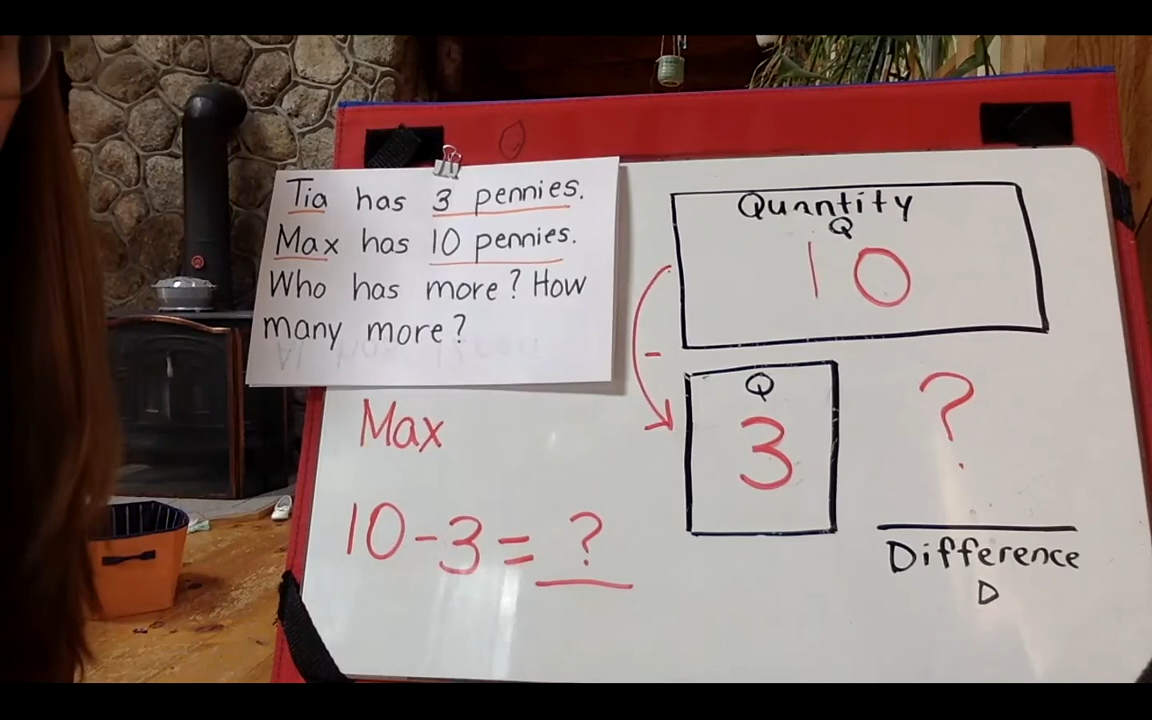 Tia has 3 pennies.
Max has 10 pennies.
Who has more? How
many more?
Max
10-3=?
Quantity
Q
10
-
Q
3
?
Difference
D